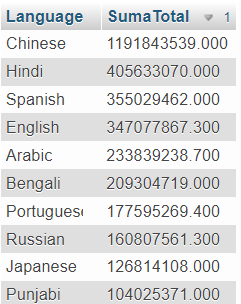 Language SumaTotal 1
Chinese 1191843539.000
Hindi 405633070.000
Spanish 355029462.000
English 347077867.300
Arabic 233839238.700
Bengali 209304719.000
Portuguese 177595269.400
Russian 160807561.300
Japanese 126814108.000
Punjabi 104025371.000